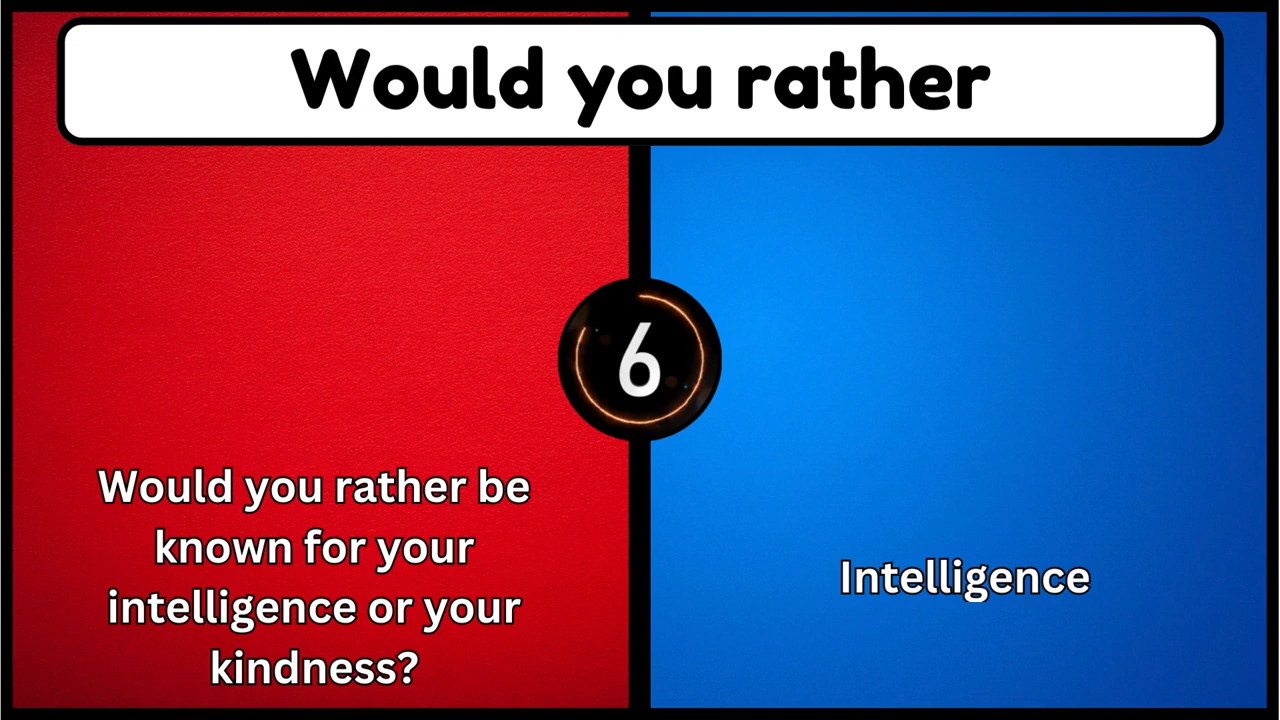 Would you rather
6
Would you rather be
known for your
intelligence or your
kindness?
Intelligence